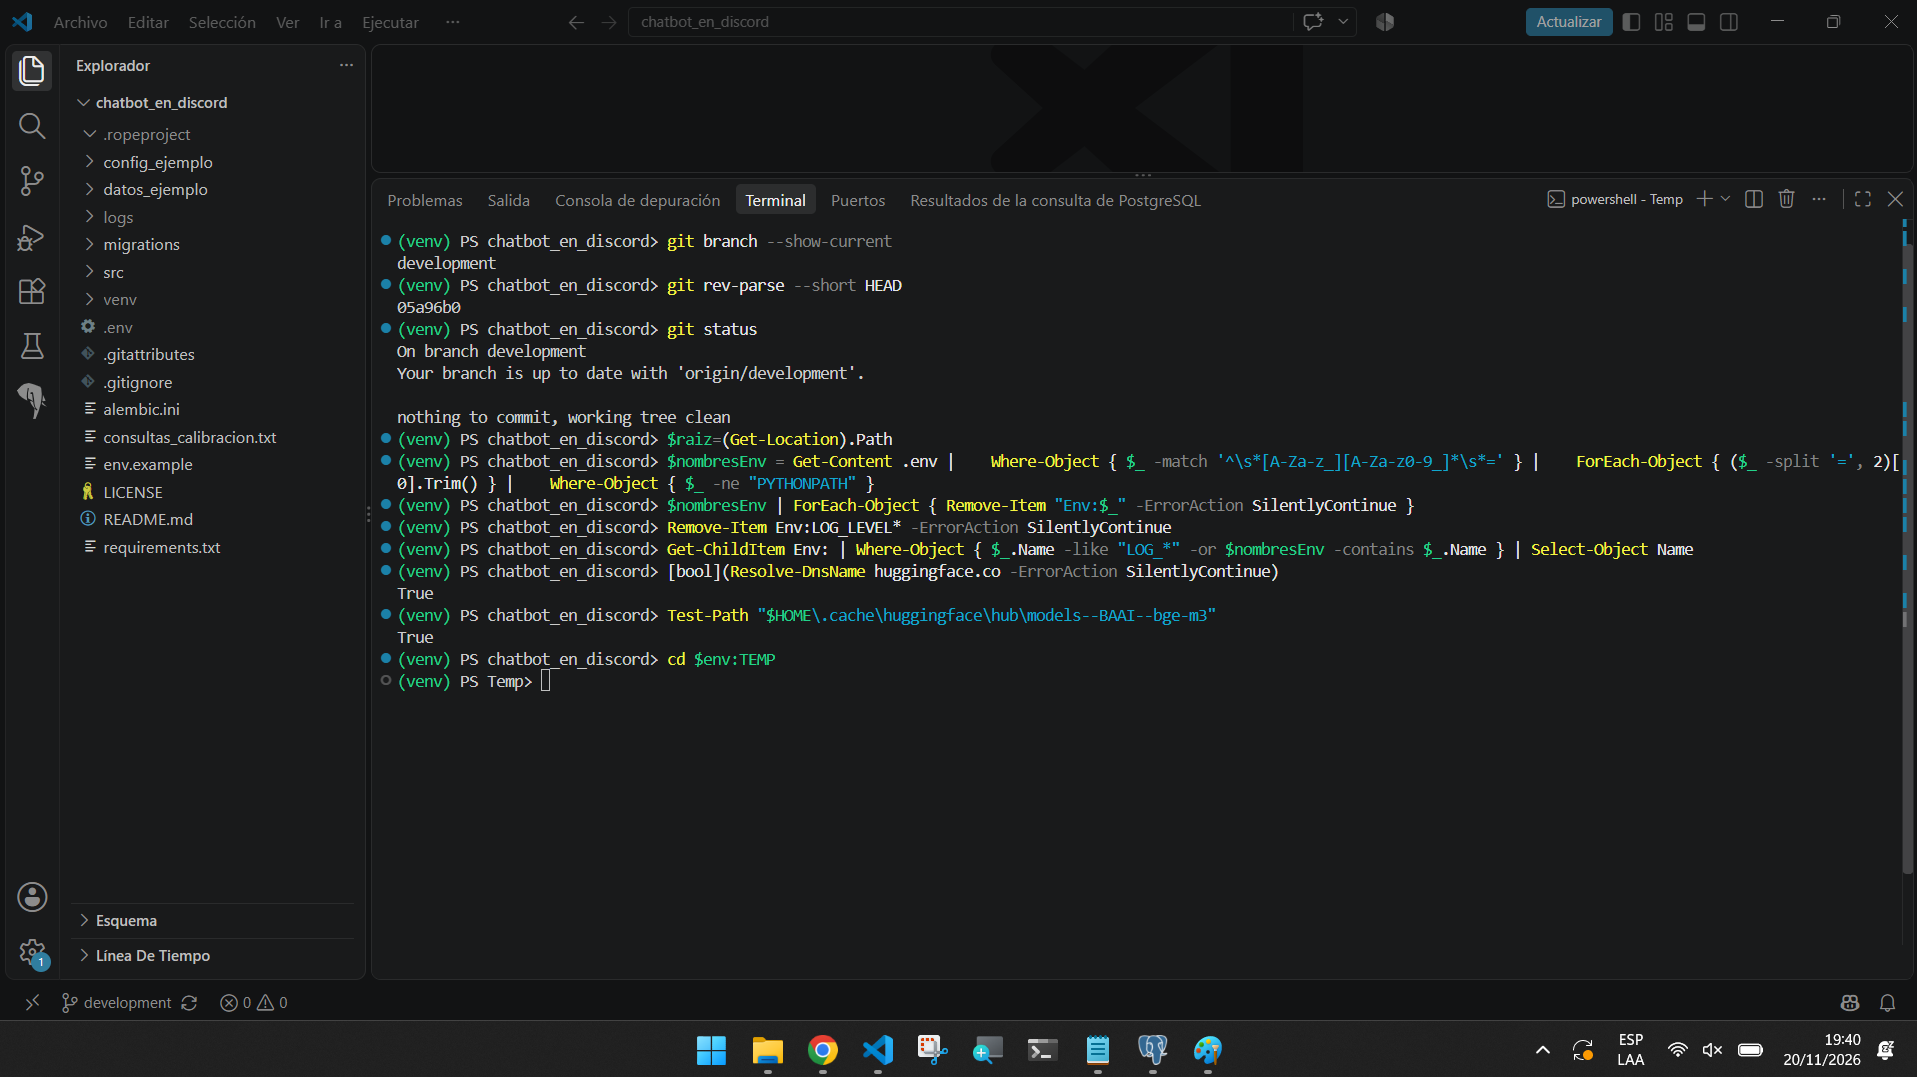 Archivo Editar Selección Ver Ir a Ejecutar ···
chatbot_en_discord
Actualizar
Explorador
chatbot_en_discord
.ropeproject
config_ejemplo
datos_ejemplo
logs
migrations
src
venv
.env
.gitattributes
.gitignore
alembic.ini
consultas_calibracion.txt
env.example
LICENSE
README.md
requirements.txt
Esquema
Línea De Tiempo
1
Problemas Salida Consola de depuración Terminal Puertos Resultados de la consulta de PostgreSQL
powershell - Temp
(venv) PS chatbot_en_discord> git branch --show-current
development
(venv) PS chatbot_en_discord> git rev-parse --short HEAD
05a96b0
(venv) PS chatbot_en_discord> git status
On branch development
Your branch is up to date with 'origin/development'.
nothing to commit, working tree clean
(venv) PS chatbot_en_discord> $raiz=(Get-Location).Path
(venv) PS chatbot_en_discord> $nombresEnv = Get-Content .env |    Where-Object { $_ -match '^\s*[A-Za-z_][A-Za-z0-9_]*\s*=' } |    ForEach-Object { ($_ -split '=', 2)[
0].Trim() } |    Where-Object { $_ -ne "PYTHONPATH" }
(venv) PS chatbot_en_discord> $nombresEnv | ForEach-Object { Remove-Item "Env:$_" -ErrorAction SilentlyContinue }
(venv) PS chatbot_en_discord> Remove-Item Env:LOG_LEVEL* -ErrorAction SilentlyContinue
(venv) PS chatbot_en_discord> Get-ChildItem Env: | Where-Object { $_.Name -like "LOG_*" -or $nombresEnv -contains $_.Name } | Select-Object Name
(venv) PS chatbot_en_discord> [bool](Resolve-DnsName huggingface.co -ErrorAction SilentlyContinue)
True
(venv) PS chatbot_en_discord> Test-Path "$HOME\.cache\huggingface\hub\models--BAAI--bge-m3"
True
(venv) PS chatbot_en_discord> cd $env:TEMP
(venv) PS Temp>
development 0 0
ESP
LAA
19:40
20/11/2026